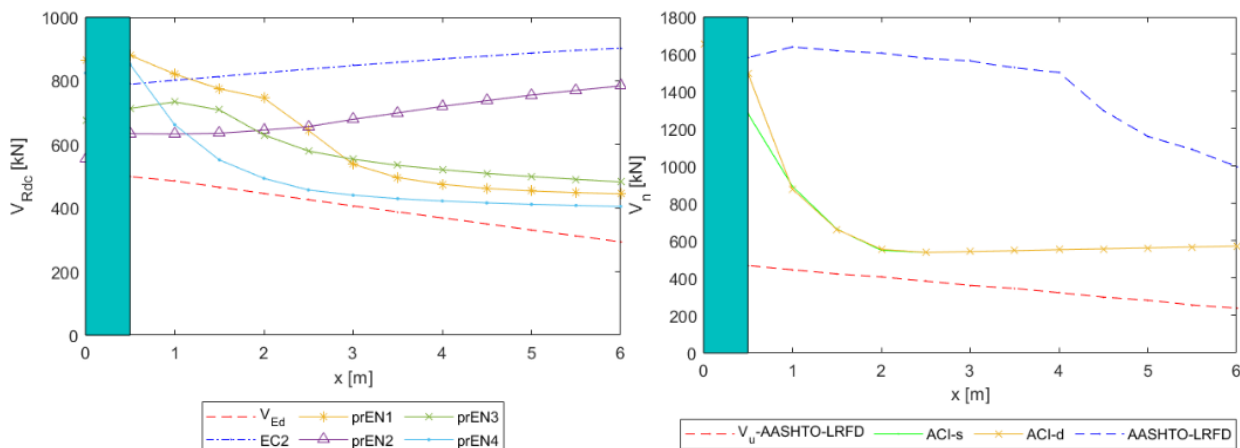 1000
800
600
400
200
0
V_Rdc [kN]
0 1 2 3 4 5 6
x [m]
V_Ed prEN1 prEN3
EC2 prEN2 prEN4
1800
1600
1400
1200
1000
800
600
400
200
0
V_n [kN]
0 1 2 3 4 5 6
x [m]
V_u-AASHTO-LRFD ACI-s ACI-d AASHTO-LRFD